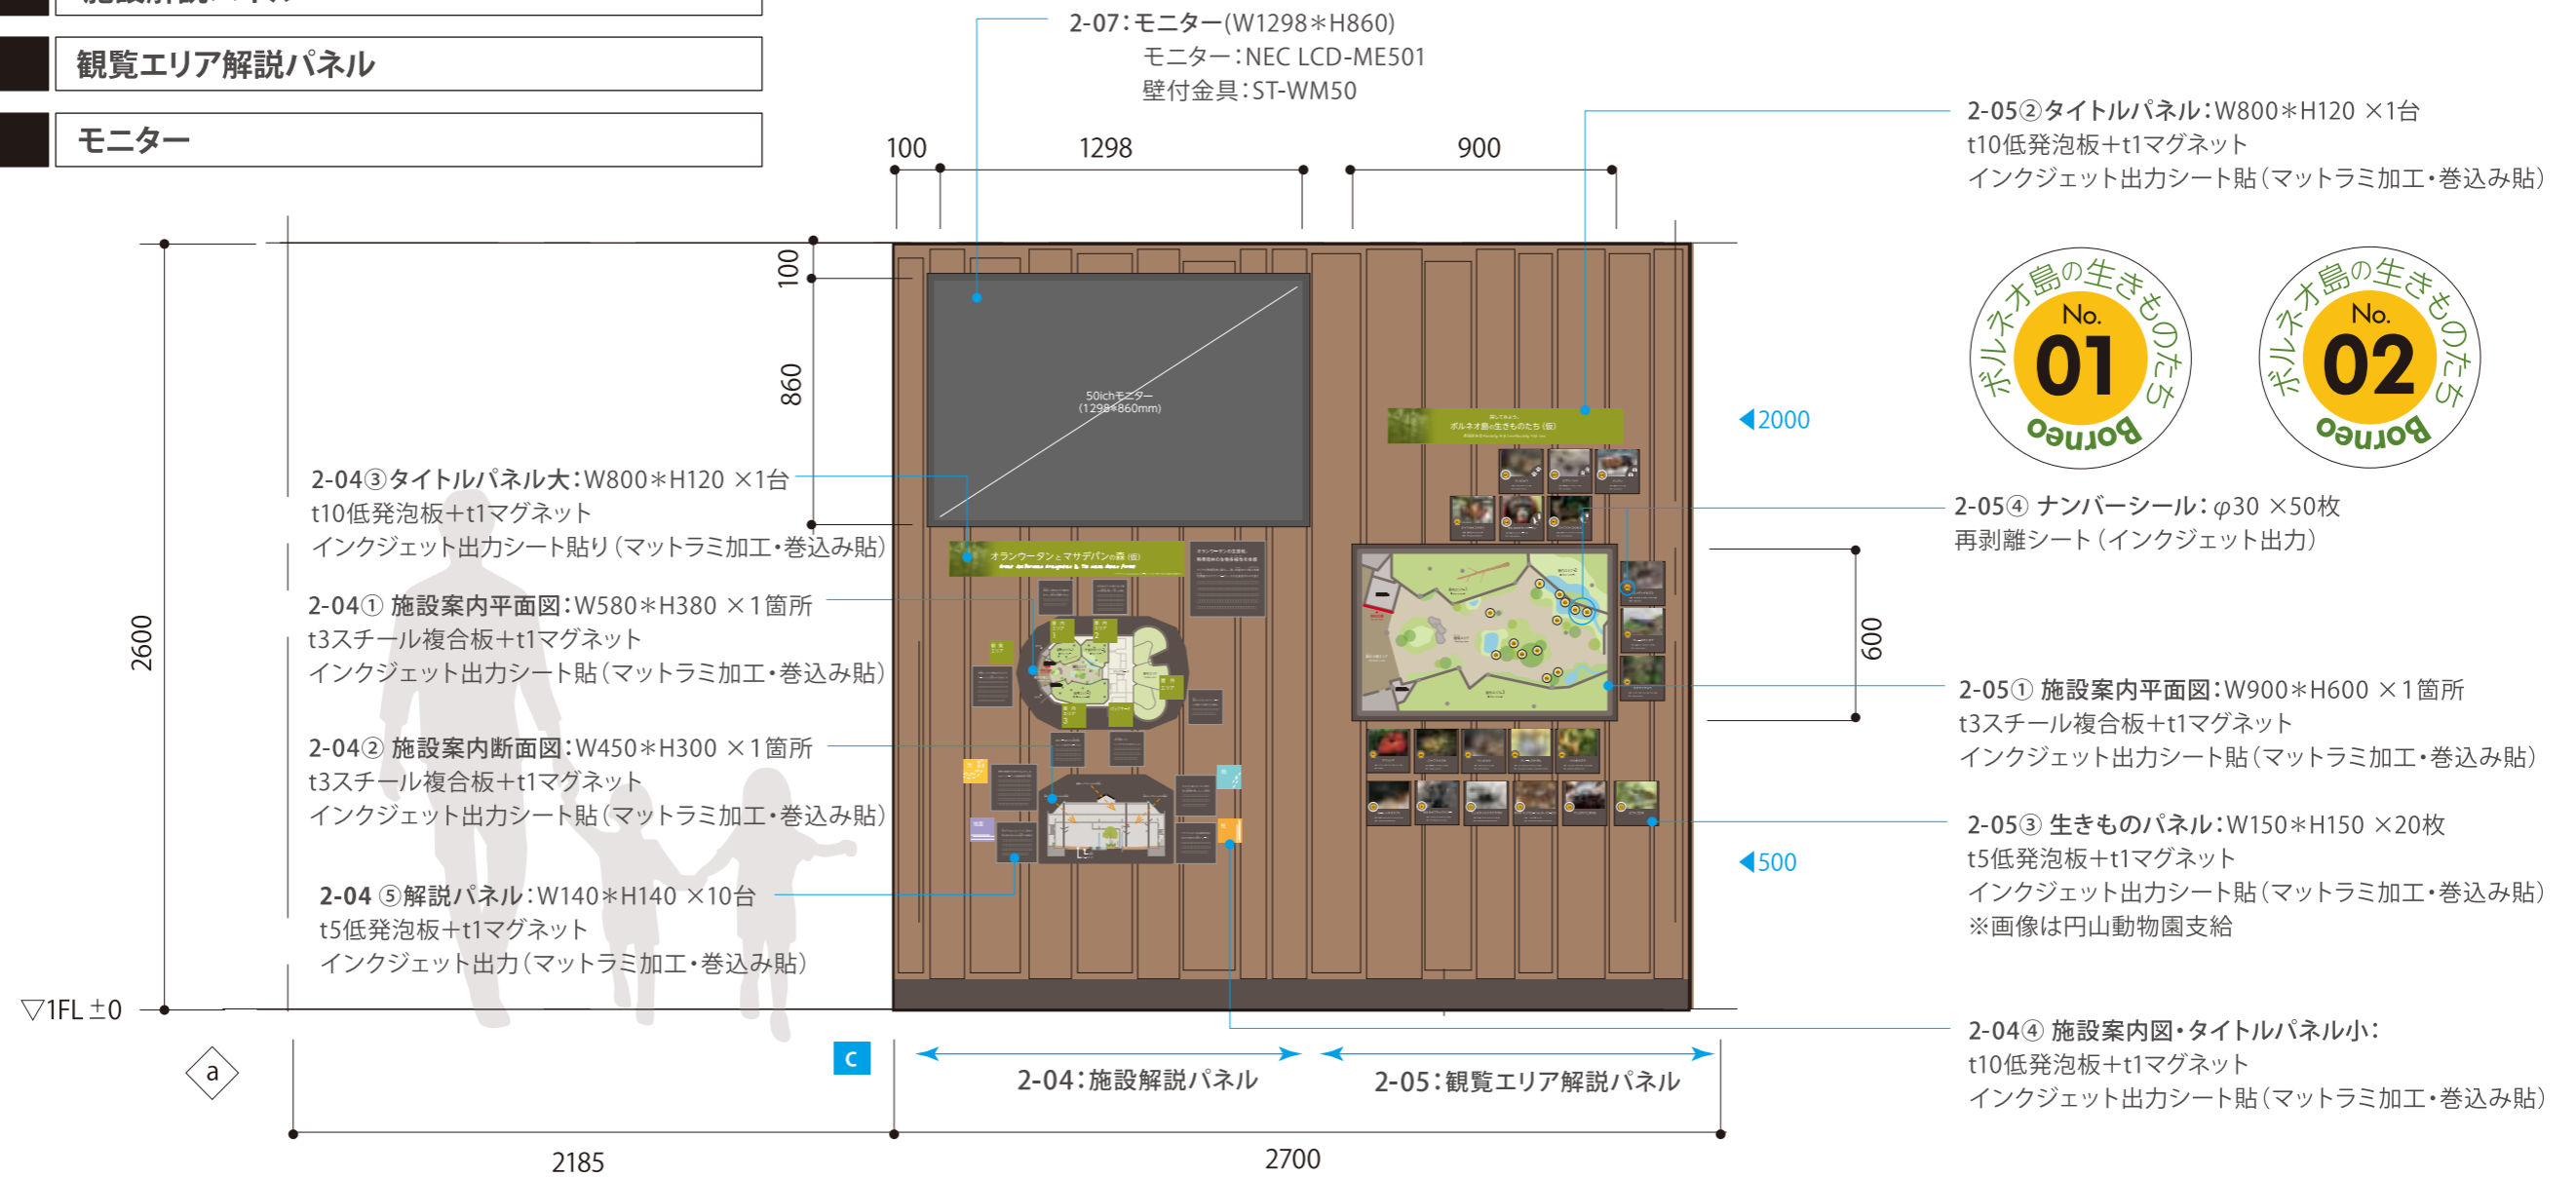 観覧エリア解説パネル
モニター
2-07：モニター(W1298＊H860)
モニター：NEC LCD-ME501
壁付金具：ST-WM50
100
1298
900
2-05②タイトルパネル：W800＊H120 ×1台
t10低発泡板＋t1マグネット
インクジェット出力シート貼（マットラミ加工・巻込み貼）
ボルネオ島の生きものたち
No.
01
Borneo
ボルネオ島の生きものたち
No.
02
Borneo
100
860
2600
50ichモニター
(1298*860mm)
ボルネオ島の生きものたち（仮）
2000
2-04③タイトルパネル大：W800＊H120 ×1台
t10低発泡板＋t1マグネット
インクジェット出力シート貼り（マットラミ加工・巻込み貼）
オランウータンとマサデパンの森（仮）
2-05④ ナンバーシール：φ30 ×50枚
再剥離シート（インクジェット出力）
2-04① 施設案内平面図：W580＊H380 ×1箇所
t3スチール複合板＋t1マグネット
インクジェット出力シート貼（マットラミ加工・巻込み貼）
600
2-05① 施設案内平面図：W900＊H600 ×1箇所
t3スチール複合板＋t1マグネット
インクジェット出力シート貼（マットラミ加工・巻込み貼）
2-04② 施設案内断面図：W450＊H300 ×1箇所
t3スチール複合板＋t1マグネット
インクジェット出力シート貼（マットラミ加工・巻込み貼）
2-05③ 生きものパネル：W150＊H150 ×20枚
t5低発泡板＋t1マグネット
インクジェット出力シート貼（マットラミ加工・巻込み貼）
※画像は円山動物園支給
500
2-04 ⑤解説パネル：W140＊H140 ×10台
t5低発泡板＋t1マグネット
インクジェット出力（マットラミ加工・巻込み貼）
▽1FL ±0
2-04④ 施設案内図・タイトルパネル小：
t10低発泡板＋t1マグネット
インクジェット出力シート貼（マットラミ加工・巻込み貼）
a
C
2-04：施設解説パネル
2-05：観覧エリア解説パネル
2185
2700